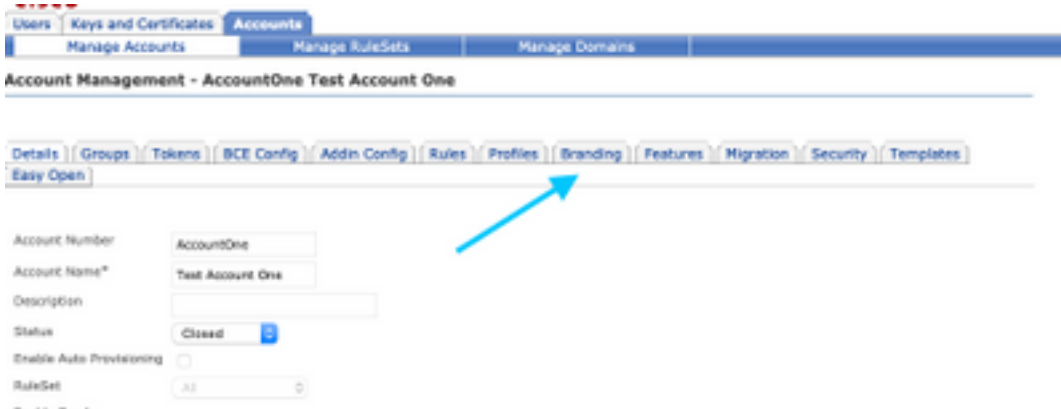 Users Keys and Certificates Accounts
Manage Accounts Manage RuleSets Manage Domains
Account Management - AccountOne Test Account One
Details Groups Tokens BCE Config Addin Config Rules Profiles Branding Features Migration Security Templates
Easy Open
Account Number AccountOne
Account Name* Test Account One
Description
Status Closed
Enable Auto Provisioning
RuleSet All